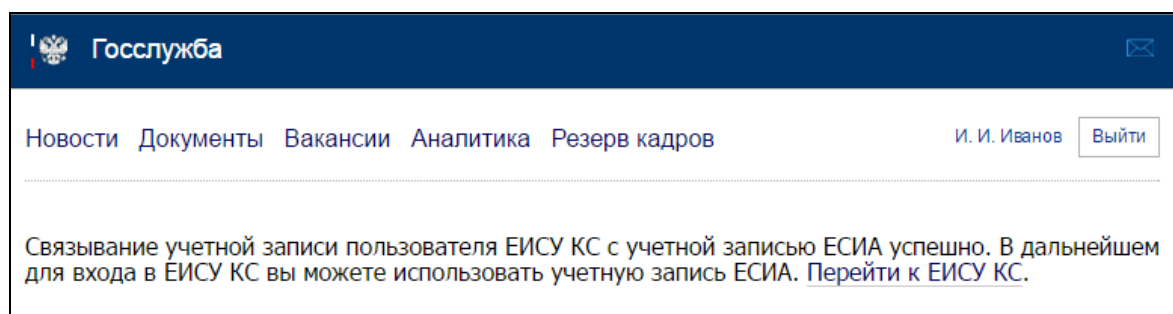 Госслужба
Новости Документы Вакансии Аналитика Резерв кадров И. И. Иванов Выйти
Связывание учетной записи пользователя ЕИСУ КС с учетной записью ЕСИА успешно. В дальнейшем
для входа в ЕИСУ КС вы можете использовать учетную запись ЕСИА. Перейти к ЕИСУ КС.